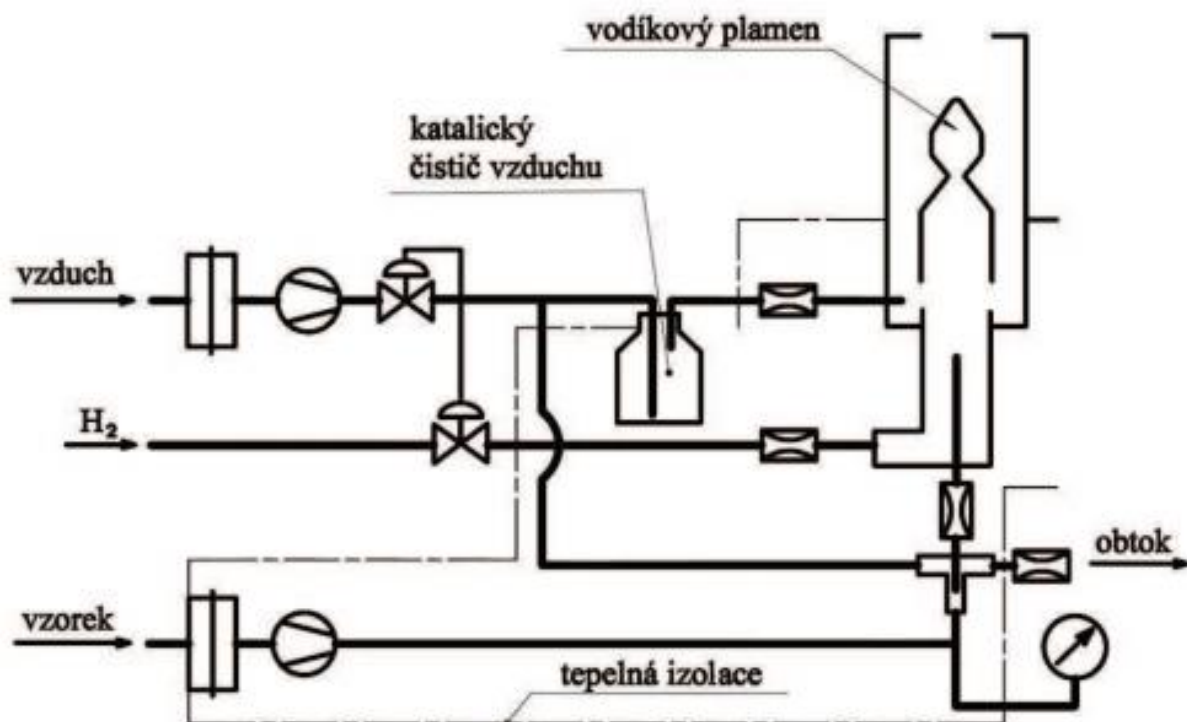 vodíkový plamen
katalický
čistič vzduchu
vzduch
H₂
obtok
vzorek
tepelná izolace